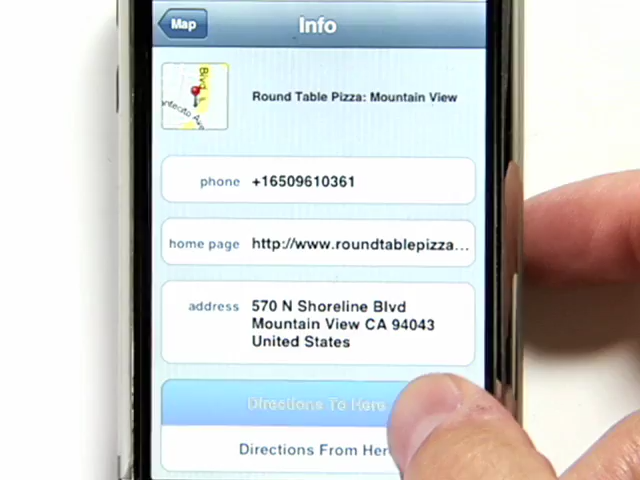 Map
Info
Blvd
Round Table Pizza: Mountain View
phone +16509610361
home page http://www.roundtablepizza...
address 570 N Shoreline Blvd
Mountain View CA 94043
United States
Directions To Here
Directions From Her